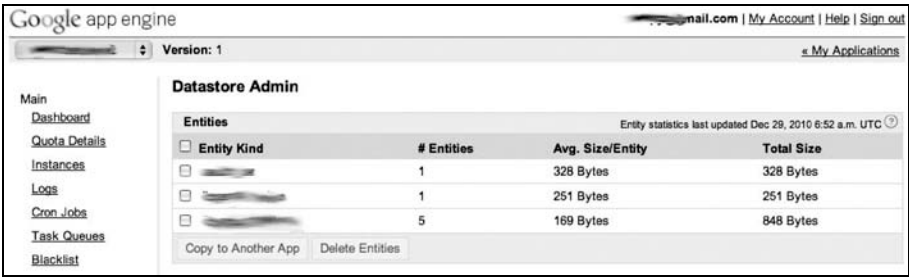 Google app engine
mail.com | My Account | Help | Sign out
Version: 1
« My Applications
Main
Dashboard
Quota Details
Instances
Logs
Cron Jobs
Task Queues
Blacklist
Datastore Admin
Entities
Entity statistics last updated Dec 29, 2010 6:52 a.m. UTC ?
Entity Kind # Entities Avg. Size/Entity Total Size
1 328 Bytes 328 Bytes
1 251 Bytes 251 Bytes
5 169 Bytes 848 Bytes
Copy to Another App Delete Entities